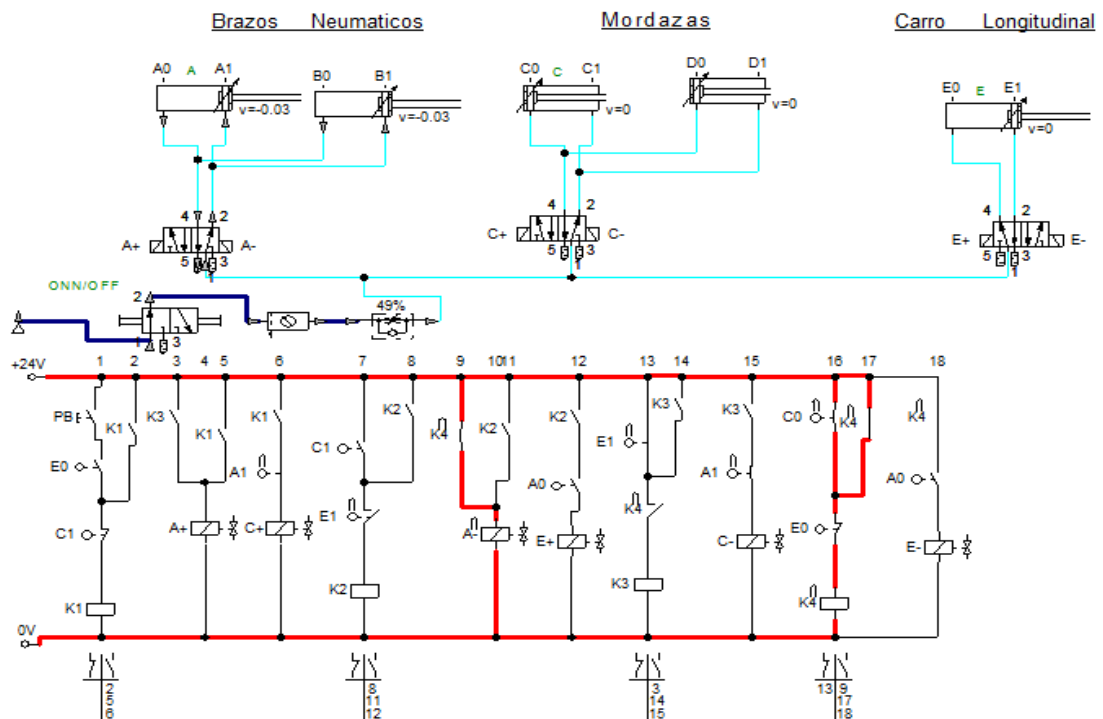 Brazos Neumaticos
Mordazas
Carro Longitudinal
A0 A A1
B0 B1
C0 C C1
D0 D1
E0 E E1
v=-0.03
v=-0.03
v=0
v=0
v=0
4 2
A+ A-
5 3
1
4 2
C+ C-
5 3
1
4 2
E+ E-
5 3
1
ONN/OFF
2
1 3
49%
+24V
1 2 3 4 5 6 7 8 9 10 11 12 13 14 15 16 17 18
PB K1 K3 K1 K1 C1 K2 K4 K2 K2 E1 K3 K3 C0 K4 K4
E0 A1 E1 A0 K4 A1 E0 A0
C1 A+ C+ A- E+ C- E-
K1 K2 K3 K4
0V
2 8 3 13 9
5 11 14 17
6 12 15 18